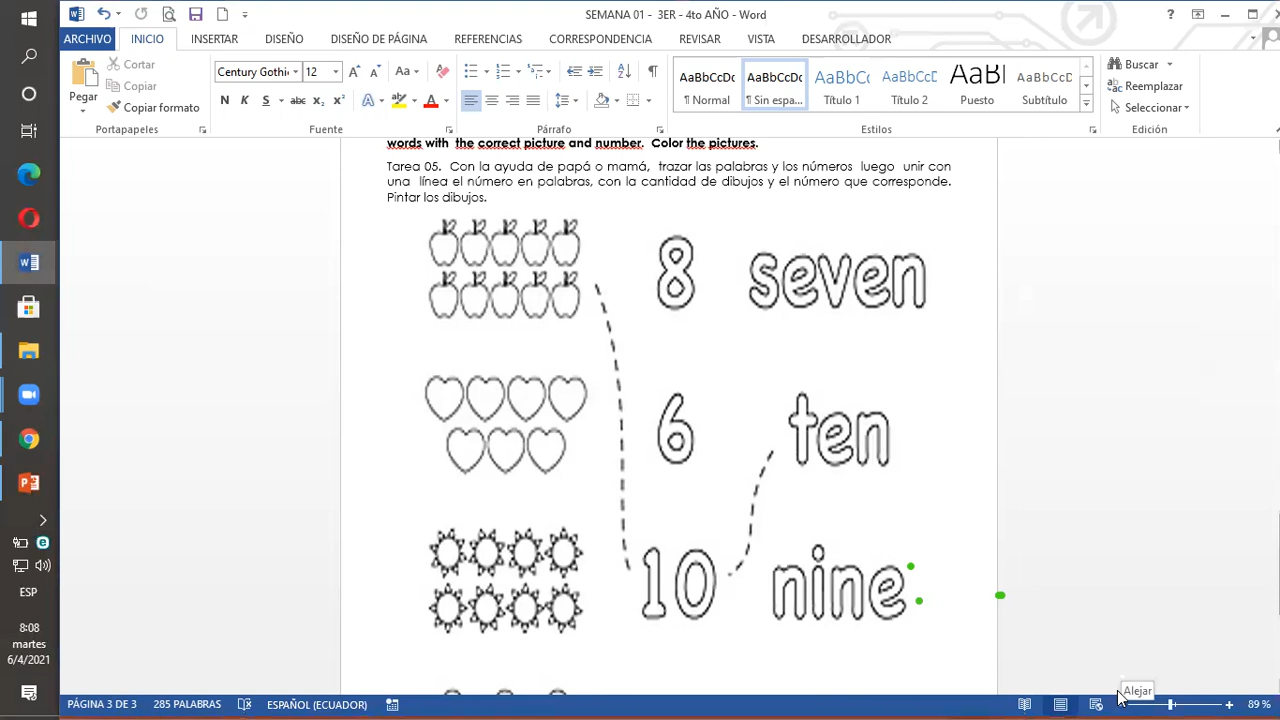 SEMANA 01 - 3ER - 4to AÑO - Word
?
ARCHIVO INICIO INSERTAR DISEÑO DISEÑO DE PÁGINA REFERENCIAS CORRESPONDENCIA REVISAR VISTA DESARROLLADOR
Pegar
Cortar
Copiar
Copiar formato
Portapapeles
Century Gothi 12
N K S abc x₂ x²
Fuente
Párrafo
AaBbCcDc AaBbCcDc AaBbC AaBbCcD AaBl AaBbCcD
¶ Normal ¶ Sin espa... Título 1 Título 2 Puesto Subtítulo
Estilos
Buscar
Reemplazar
Seleccionar
Edición
words with the correct picture and number. Color the pictures.
Tarea 05. Con la ayuda de papá o mamá, trazar las palabras y los números luego unir con
una línea el número en palabras, con la cantidad de dibujos y el número que corresponde.
Pintar los dibujos.
8 seven
6 ten
10 nine
ESP
8:08
martes
6/4/2021
Alejar
PÁGINA 3 DE 3 285 PALABRAS ESPAÑOL (ECUADOR) 89 %